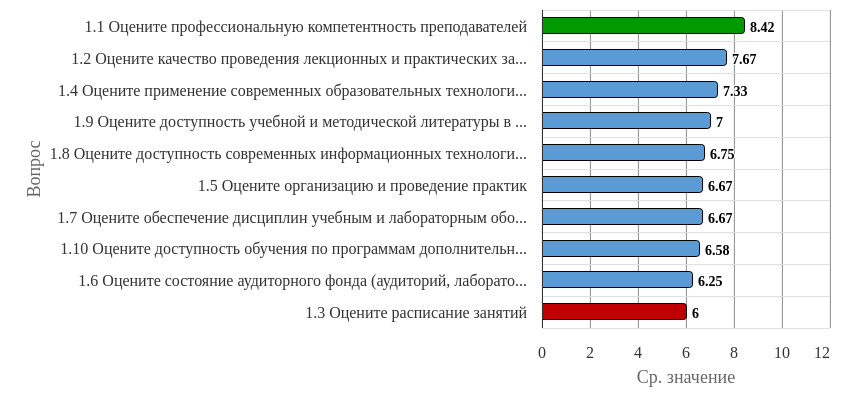 1.1 Оцените профессиональную компетентность преподавателей 8.42
1.2 Оцените качество проведения лекционных и практических за... 7.67
1.4 Оцените применение современных образовательных технологи... 7.33
1.9 Оцените доступность учебной и методической литературы в ... 7
1.8 Оцените доступность современных информационных технологи... 6.75
1.5 Оцените организацию и проведение практик 6.67
1.7 Оцените обеспечение дисциплин учебным и лабораторным обо... 6.67
1.10 Оцените доступность обучения по программам дополнительн... 6.58
1.6 Оцените состояние аудиторного фонда (аудиторий, лаборато... 6.25
1.3 Оцените расписание занятий 6
Вопрос
0 2 4 6 8 10 12
Ср. значение